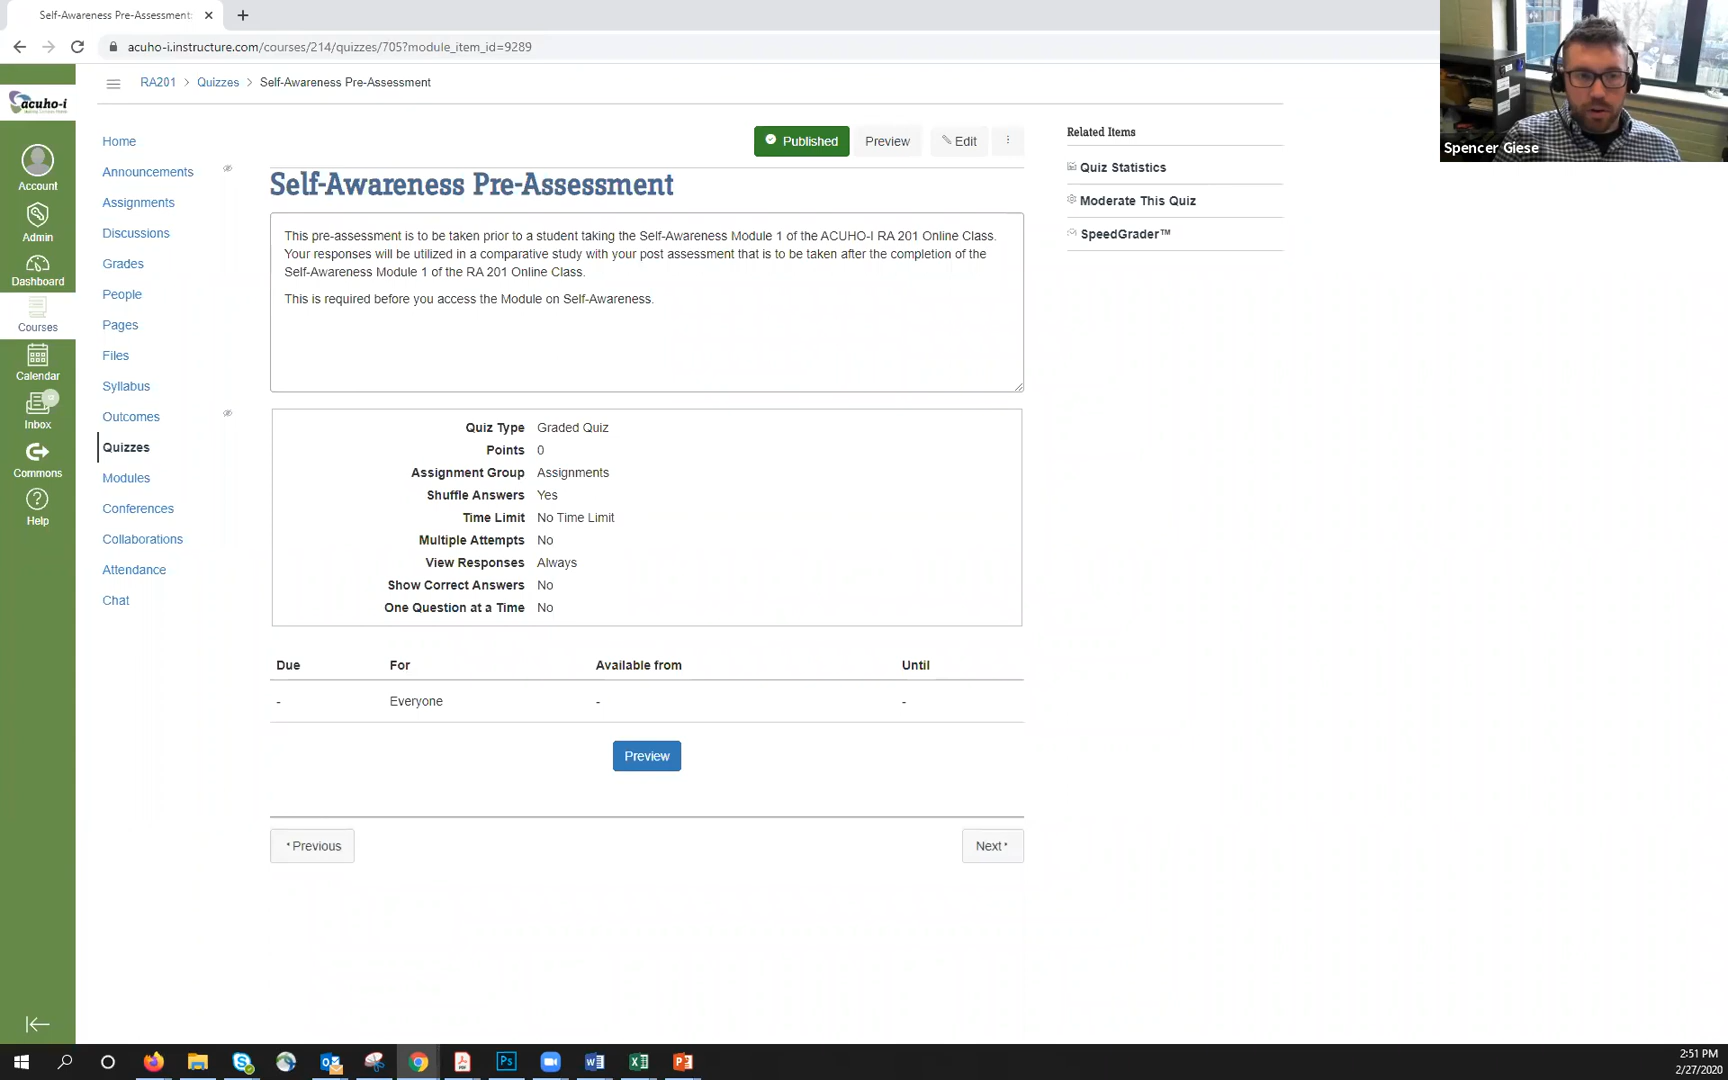 Self-Awareness Pre-Assessment
acuho-i.instructure.com/courses/214/quizzes/705?module_item_id=9289
Spencer Giese
acuho-i
Account
Admin
Dashboard
Courses
Calendar
Inbox
Commons
Help
RA201 > Quizzes > Self-Awareness Pre-Assessment
Home
Announcements
Assignments
Discussions
Grades
People
Pages
Files
Syllabus
Outcomes
Quizzes
Modules
Conferences
Collaborations
Attendance
Chat
Published Preview Edit
Self-Awareness Pre-Assessment
This pre-assessment is to be taken prior to a student taking the Self-Awareness Module 1 of the ACUHO-I RA 201 Online Class.
Your responses will be utilized in a comparative study with your post assessment that is to be taken after the completion of the
Self-Awareness Module 1 of the RA 201 Online Class.
This is required before you access the Module on Self-Awareness.
Quiz Type Graded Quiz
Points 0
Assignment Group Assignments
Shuffle Answers Yes
Time Limit No Time Limit
Multiple Attempts No
View Responses Always
Show Correct Answers No
One Question at a Time No
Due For Available from Until
- Everyone - -
Preview
Previous Next
Related Items
Quiz Statistics
Moderate This Quiz
SpeedGrader™
Ps
2:51 PM
2/27/2020